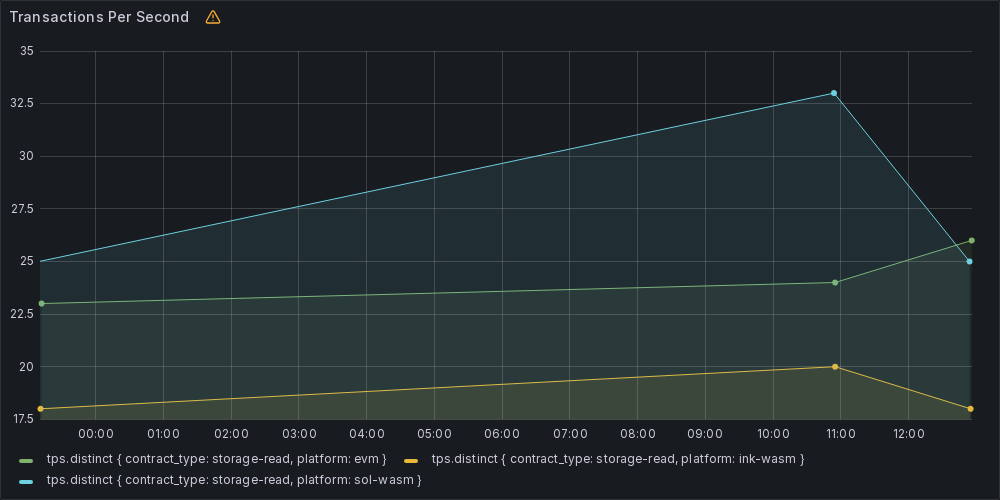 Transactions Per Second
35
32.5
30
27.5
25
22.5
20
17.5
00:00 01:00 02:00 03:00 04:00 05:00 06:00 07:00 08:00 09:00 10:00 11:00 12:00
tps.distinct { contract_type: storage-read, platform: evm } tps.distinct { contract_type: storage-read, platform: ink-wasm }
tps.distinct { contract_type: storage-read, platform: sol-wasm }